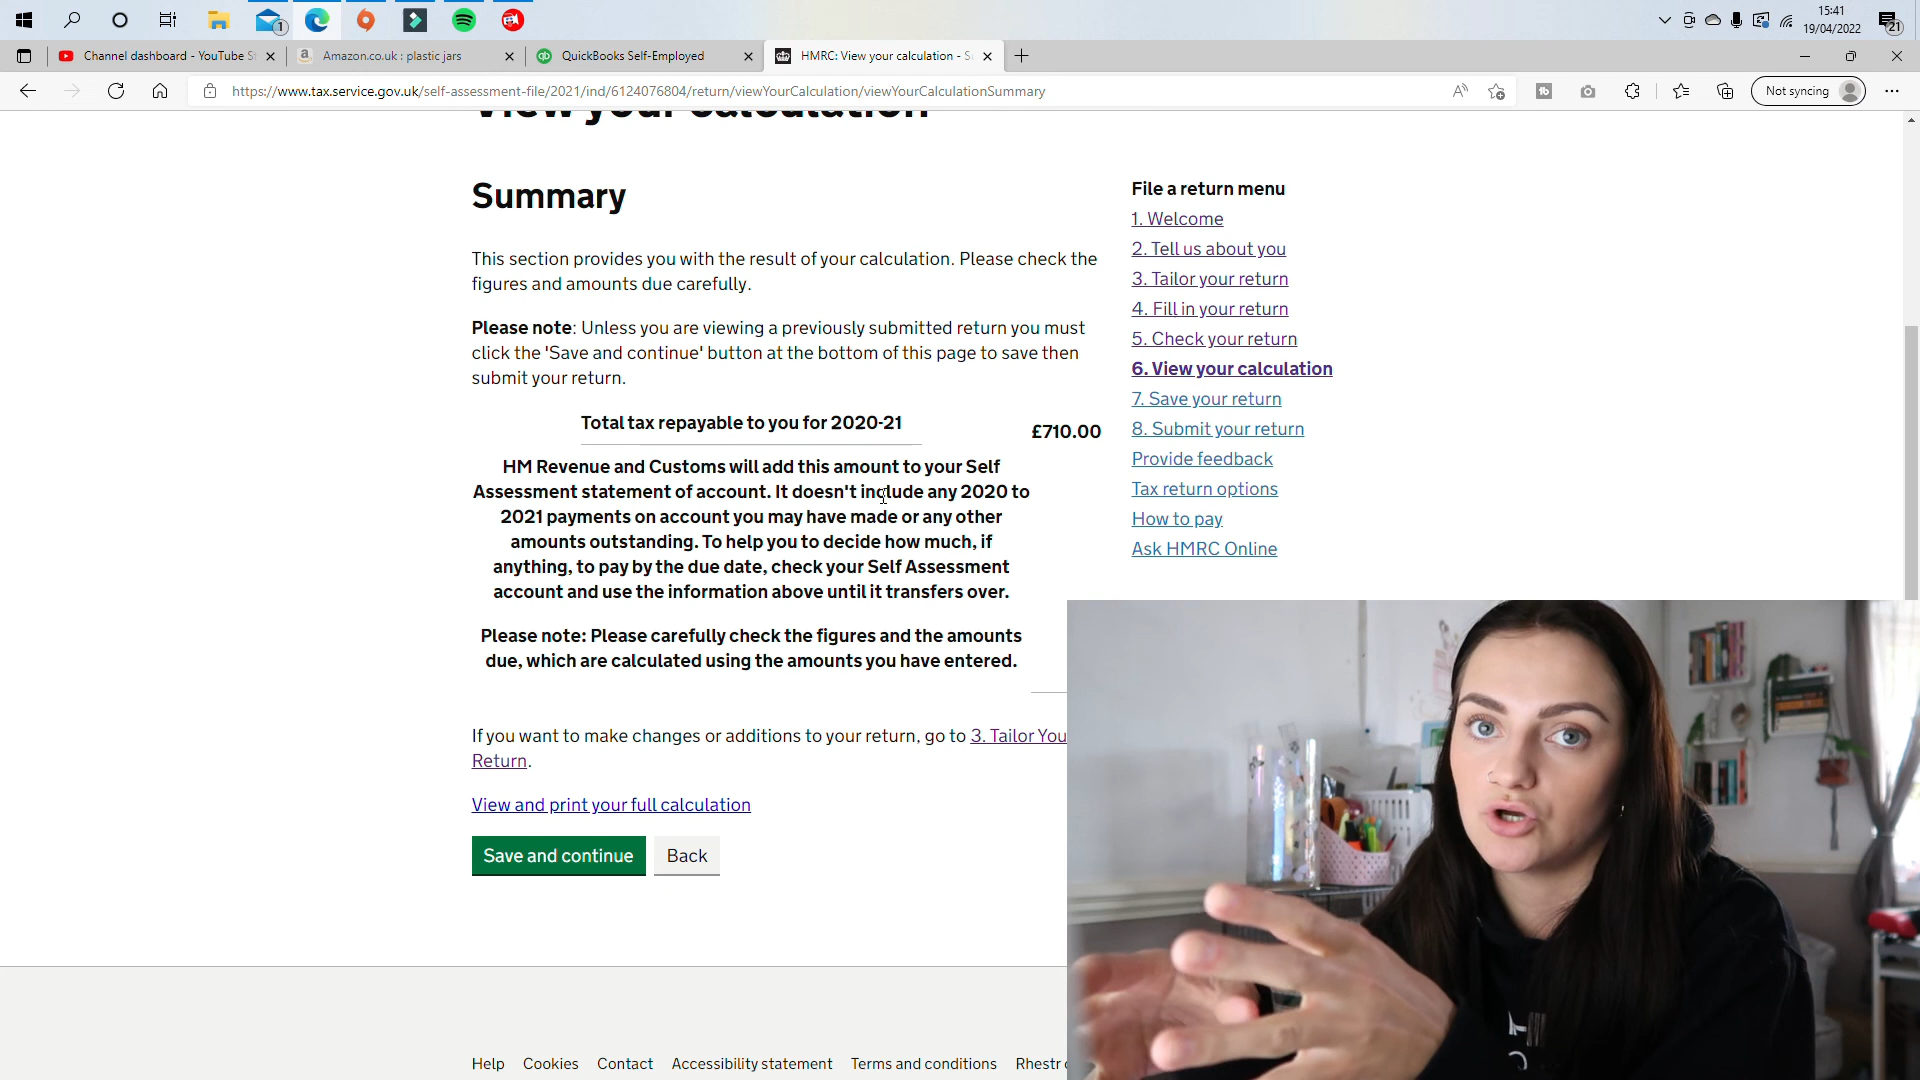 15:41
19/04/2022
1
21
Channel dashboard - YouTube St
Amazon.co.uk : plastic jars
QuickBooks Self-Employed
HMRC: View your calculation - S
https://www.tax.service.gov.uk/self-assessment-file/2021/ind/6124076804/return/viewYourCalculation/viewYourCalculationSummary
Not syncing
View your calculation
Summary
This section provides you with the result of your calculation. Please check the
figures and amounts due carefully.
Please note: Unless you are viewing a previously submitted return you must
click the 'Save and continue' button at the bottom of this page to save then
submit your return.
Total tax repayable to you for 2020-21
£710.00
HM Revenue and Customs will add this amount to your Self
Assessment statement of account. It doesn't include any 2020 to
2021 payments on account you may have made or any other
amounts outstanding. To help you to decide how much, if
anything, to pay by the due date, check your Self Assessment
account and use the information above until it transfers over.
Please note: Please carefully check the figures and the amounts
due, which are calculated using the amounts you have entered.
If you want to make changes or additions to your return, go to 3. Tailor You
Return.
View and print your full calculation
Save and continue
Back
File a return menu
1. Welcome
2. Tell us about you
3. Tailor your return
4. Fill in your return
5. Check your return
6. View your calculation
7. Save your return
8. Submit your return
Provide feedback
Tax return options
How to pay
Ask HMRC Online
Help Cookies Contact Accessibility statement Terms and conditions Rhestr